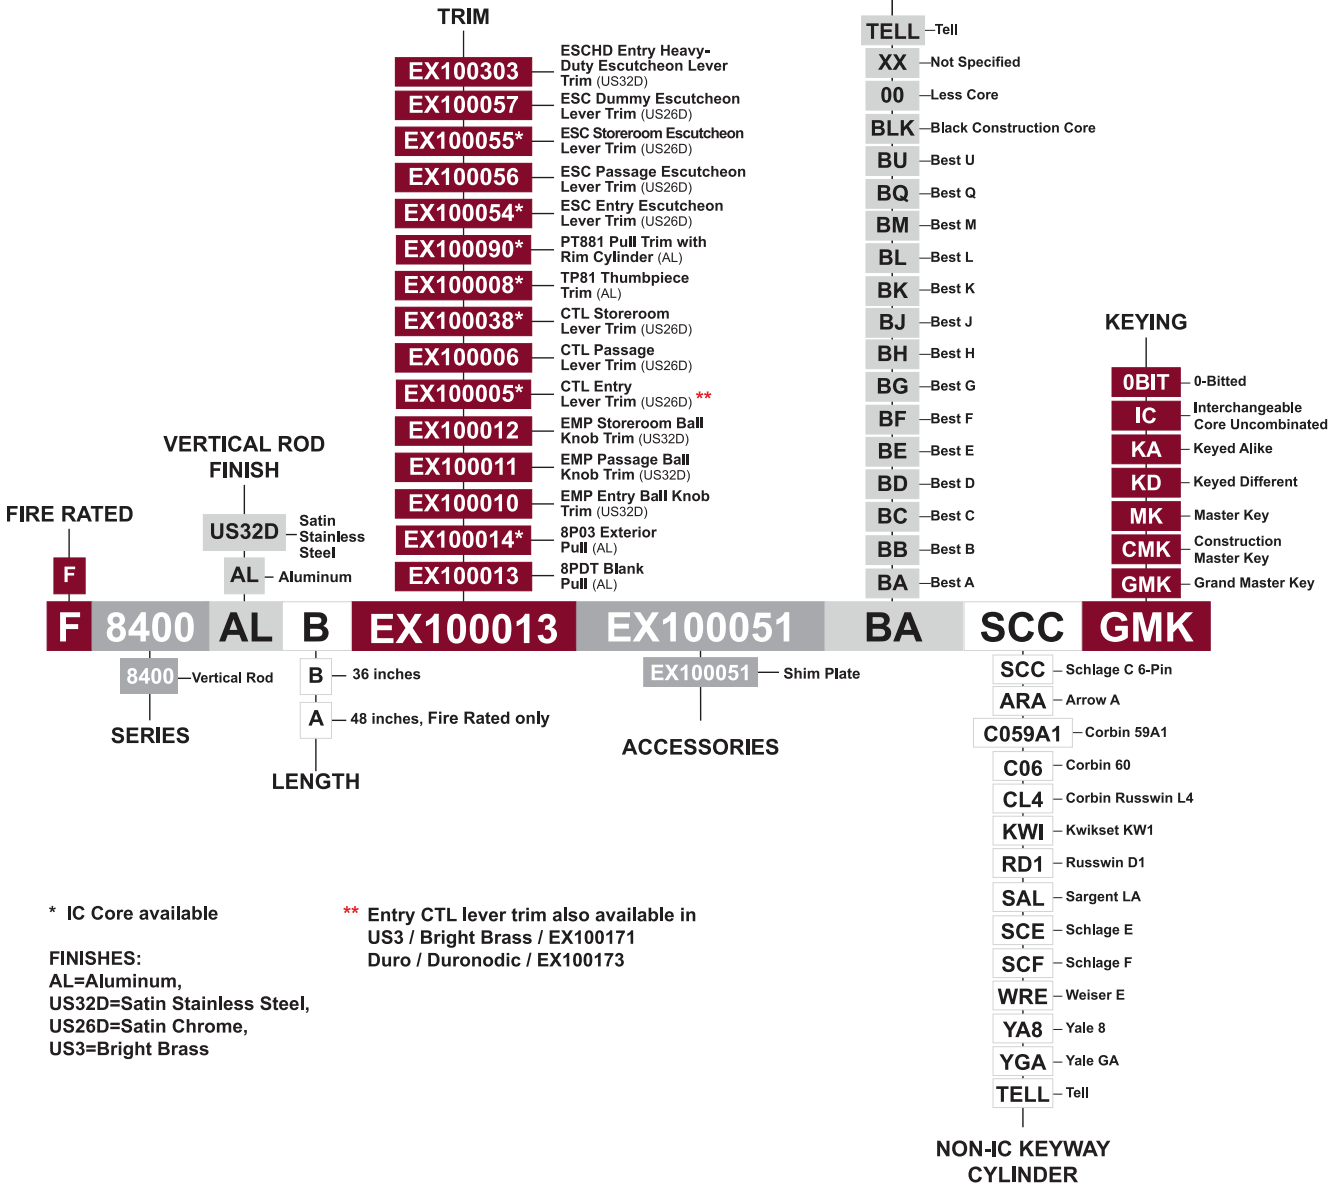 TRIM
EX100303
ESCHD Entry Heavy-
Duty Escutcheon Lever
Trim (US32D)
EX100057
ESC Dummy Escutcheon
Lever Trim (US26D)
EX100055*
ESC Storeroom Escutcheon
Lever Trim (US26D)
EX100056
ESC Passage Escutcheon
Lever Trim (US26D)
EX100054*
ESC Entry Escutcheon
Lever Trim (US26D)
EX100090*
PT881 Pull Trim with
Rim Cylinder (AL)
EX100008*
TP81 Thumbpiece
Trim (AL)
EX100038*
CTL Storeroom
Lever Trim (US26D)
EX100006
CTL Passage
Lever Trim (US26D)
EX100005*
CTL Entry
Lever Trim (US26D) **
EX100012
EMP Storeroom Ball
Knob Trim (US32D)
EX100011
EMP Passage Ball
Knob Trim (US32D)
EX100010
EMP Entry Ball Knob
Trim (US32D)
EX100014*
8P03 Exterior
Pull (AL)
EX100013
8PDT Blank
Pull (AL)
TELL Tell
XX Not Specified
00 Less Core
BLK Black Construction Core
BU Best U
BQ Best Q
BM Best M
BL Best L
BK Best K
BJ Best J
BH Best H
BG Best G
BF Best F
BE Best E
BD Best D
BC Best C
BB Best B
BA Best A
KEYING
0BIT 0-Bitted
IC
Interchangeable
Core Uncombinated
KA Keyed Alike
KD Keyed Different
MK Master Key
CMK
Construction
Master Key
GMK Grand Master Key
VERTICAL ROD
FINISH
US32D
Satin
Stainless
Steel
AL Aluminum
FIRE RATED
F
F 8400 AL B EX100013 EX100051 BA SCC GMK
8400 Vertical Rod
SERIES
B 36 inches
A 48 inches, Fire Rated only
LENGTH
EX100051 Shim Plate
ACCESSORIES
SCC Schlage C 6-Pin
ARA Arrow A
C059A1 Corbin 59A1
C06 Corbin 60
CL4 Corbin Russwin L4
KWI Kwikset KW1
RD1 Russwin D1
SAL Sargent LA
SCE Schlage E
SCF Schlage F
WRE Weiser E
YA8 Yale 8
YGA Yale GA
TELL Tell
NON-IC KEYWAY
CYLINDER
* IC Core available
FINISHES:
AL=Aluminum,
US32D=Satin Stainless Steel,
US26D=Satin Chrome,
US3=Bright Brass
** Entry CTL lever trim also available in
US3 / Bright Brass / EX100171
Duro / Duronodic / EX100173